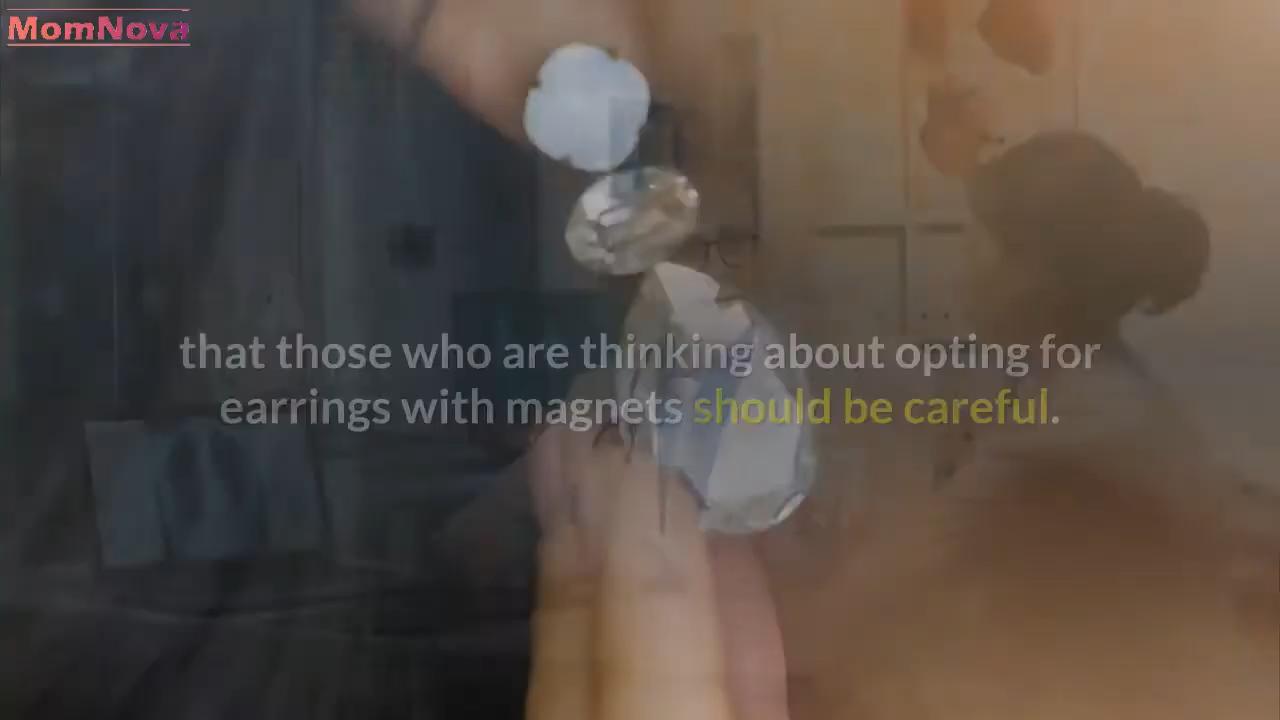 MomNova
that those who are thinking about opting for
earrings with magnets should be careful.